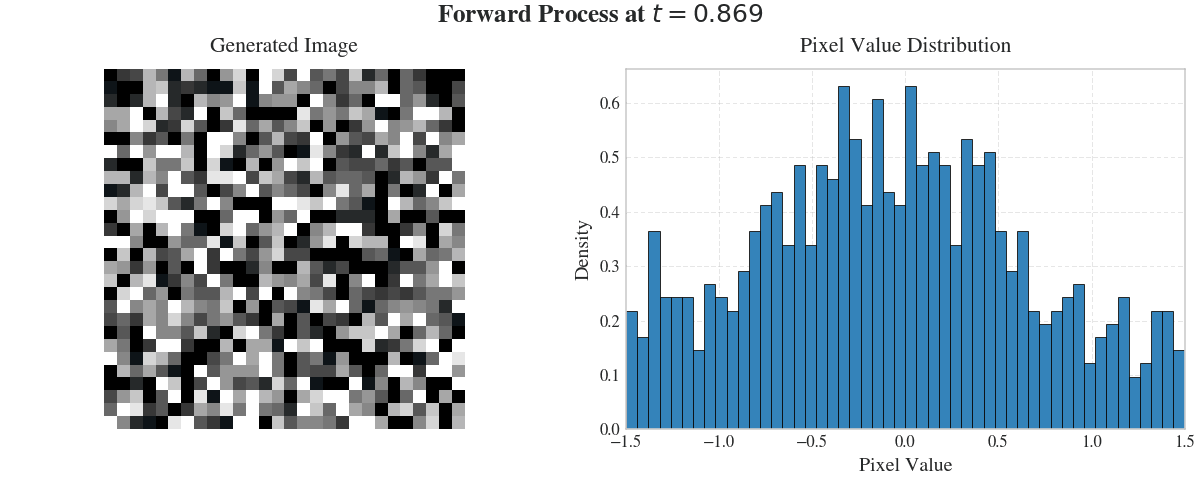 Forward Process at t = 0.869
Generated Image
Pixel Value Distribution
Density
0.6
0.5
0.4
0.3
0.2
0.1
0.0
−1.5 −1.0 −0.5 0.0 0.5 1.0 1.5
Pixel Value